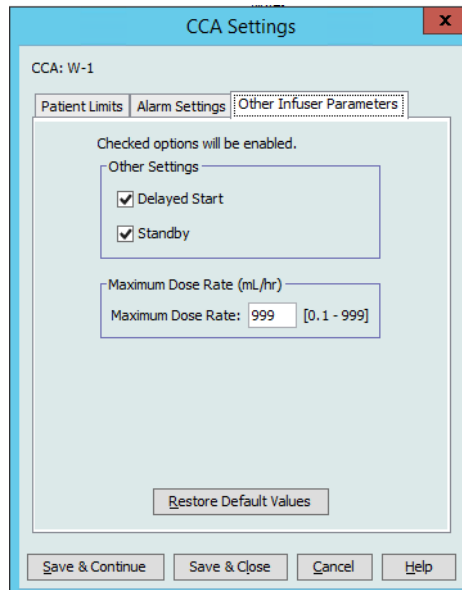 CCA Settings
x
CCA: W-1
Patient Limits Alarm Settings Other Infuser Parameters
Checked options will be enabled.
Other Settings
Delayed Start
Standby
Maximum Dose Rate (mL/hr)
Maximum Dose Rate: 999 [0.1 - 999]
Restore Default Values
Save & Continue Save & Close Cancel Help